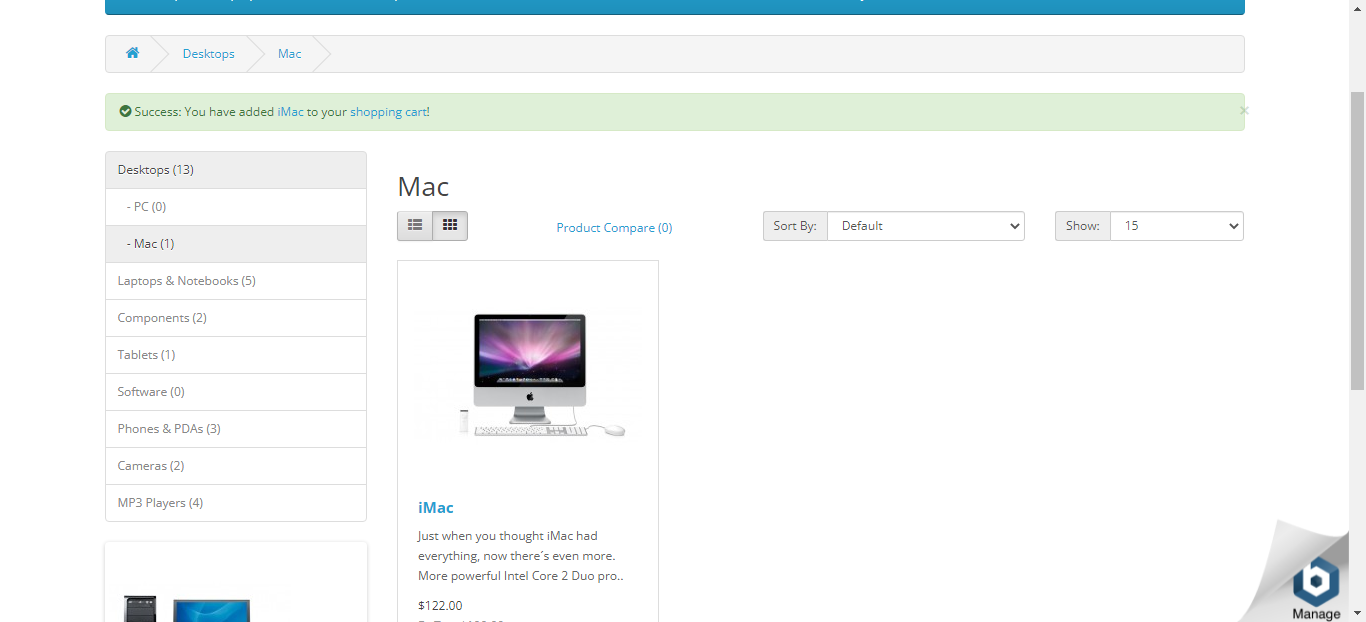 Desktops
Mac
Success: You have added iMac to your shopping cart!
×
Desktops (13)
- PC (0)
- Mac (1)
Laptops & Notebooks (5)
Components (2)
Tablets (1)
Software (0)
Phones & PDAs (3)
Cameras (2)
MP3 Players (4)
Mac
Product Compare (0)
Sort By: Default
Show: 15
iMac
Just when you thought iMac had
everything, now there´s even more.
More powerful Intel Core 2 Duo pro..
$122.00
Manage